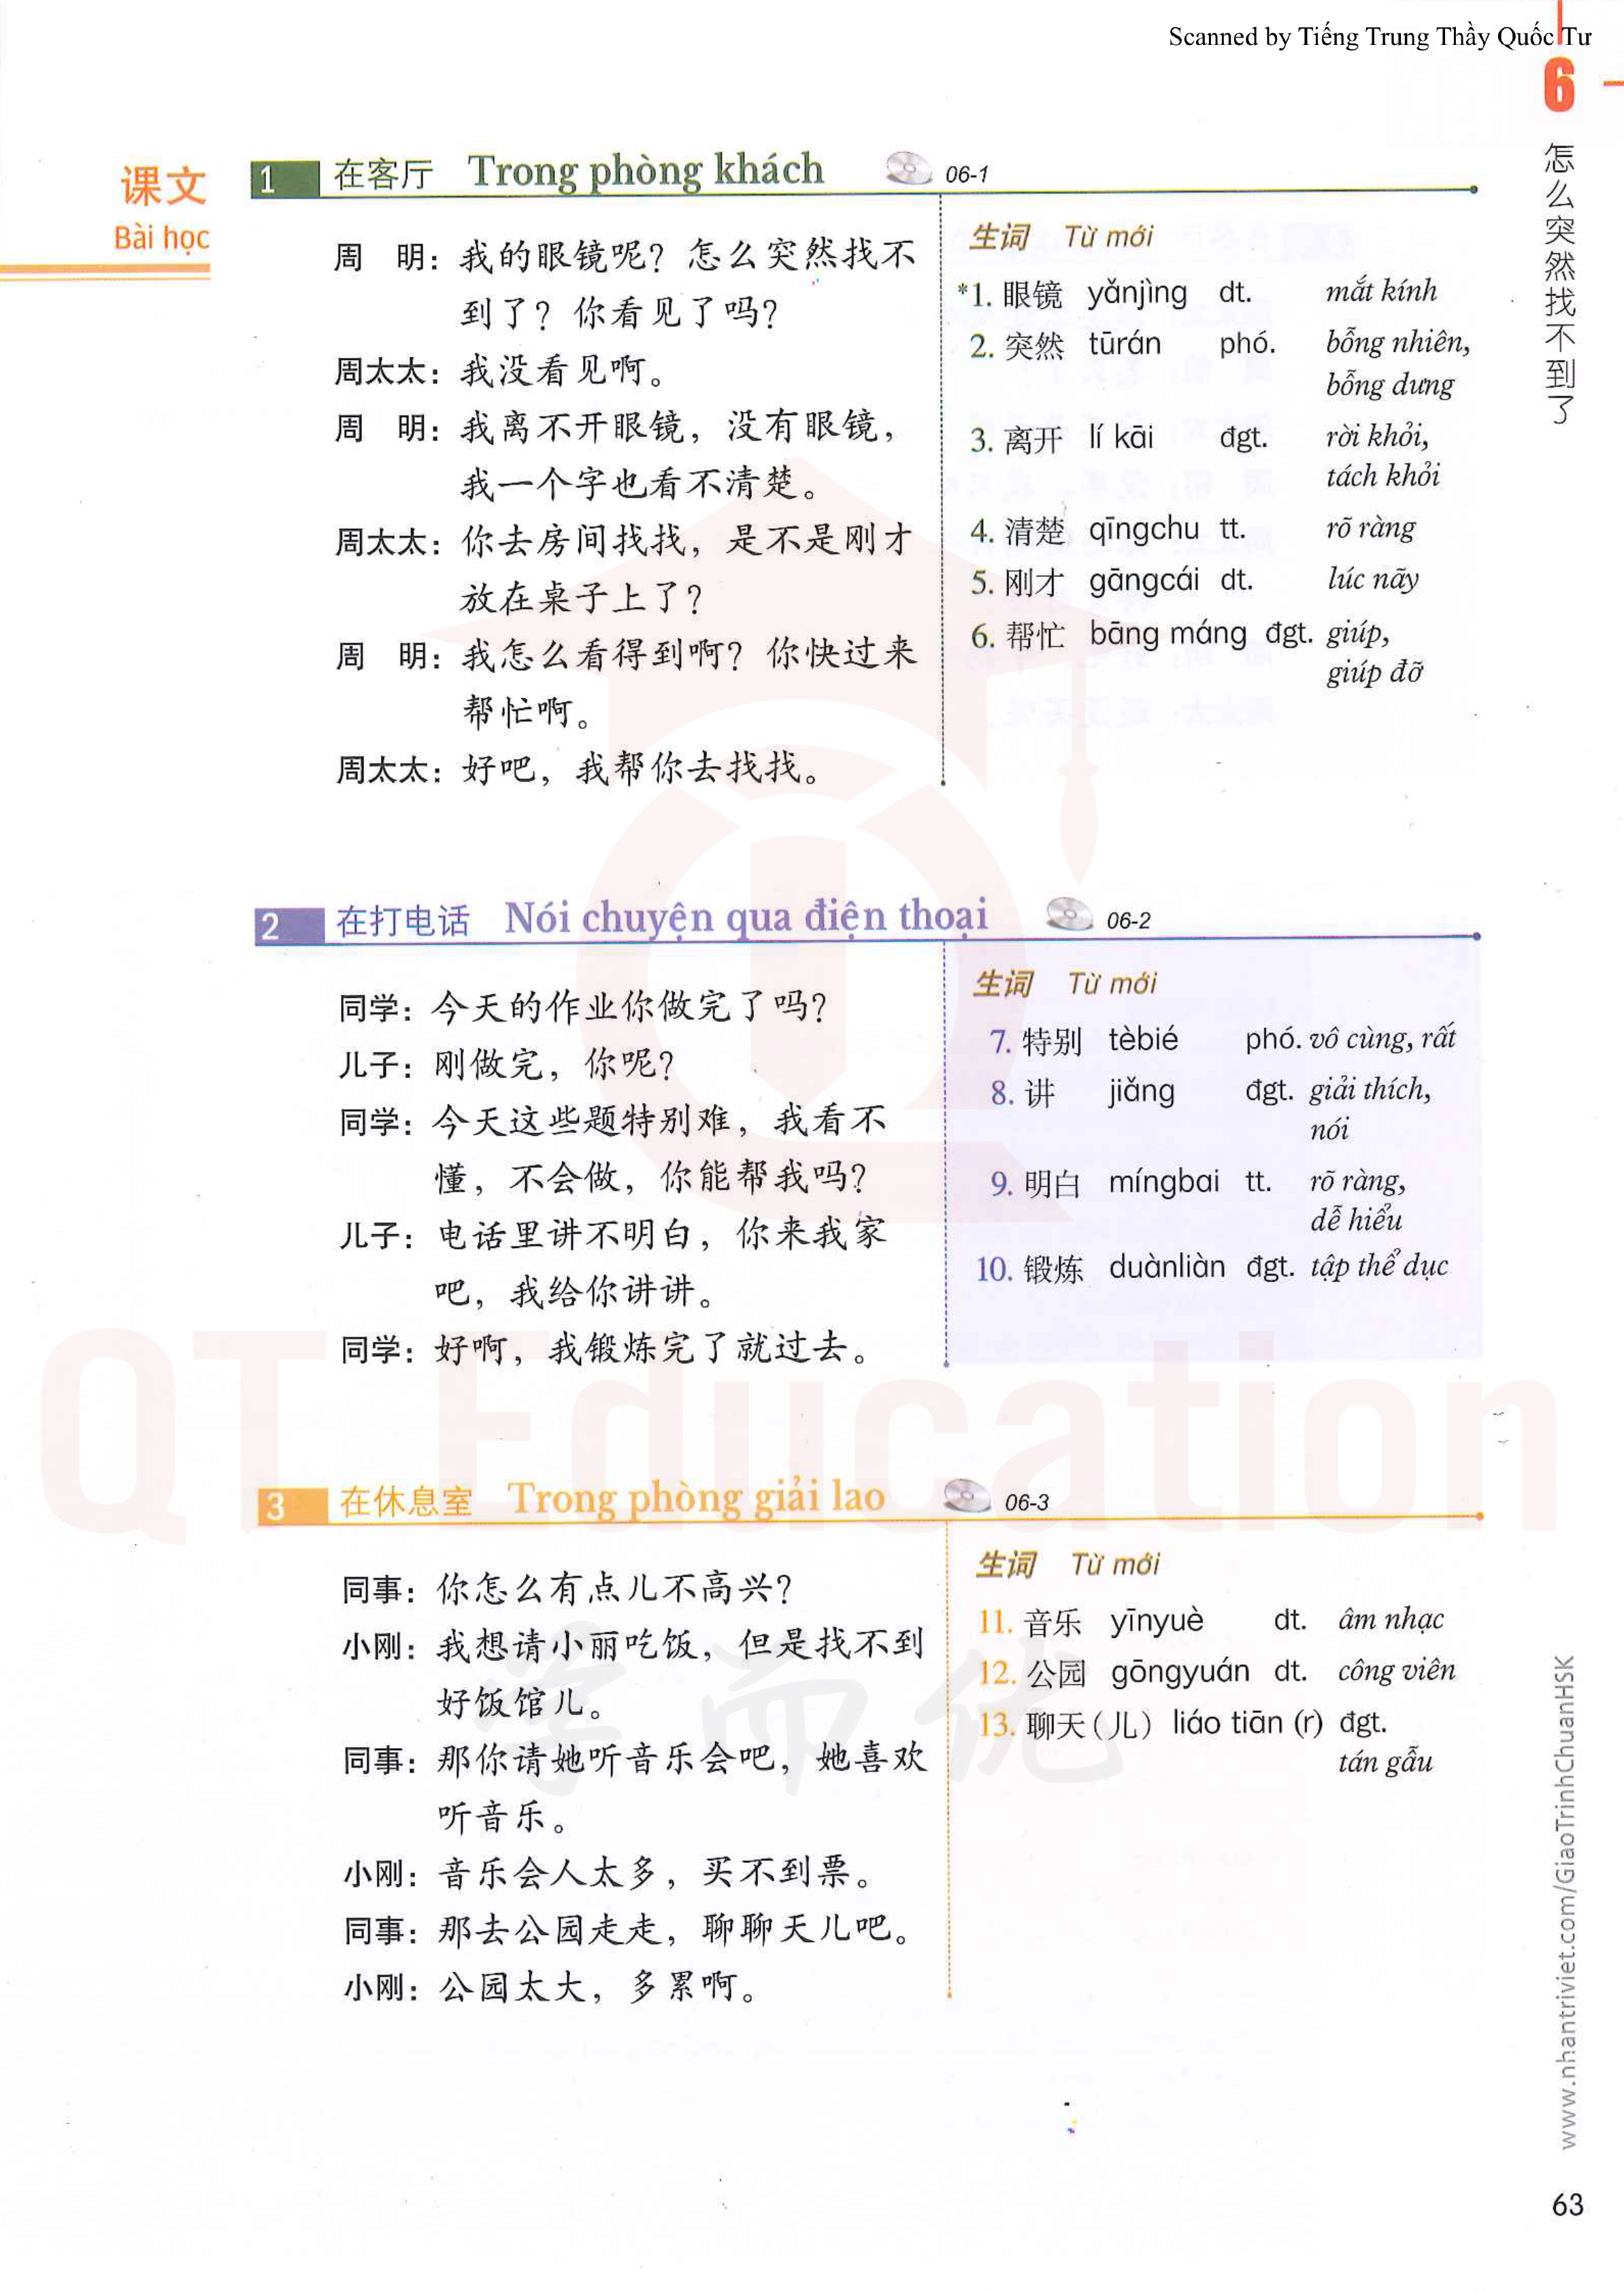 Scanned by Tiếng Trung Thầy Quốc Tư
6
怎么突然找不到了
课文
Bài học
1 在客厅 Trong phòng khách 06-1
周 明：我的眼镜呢？怎么突然找不
到了？你看见了吗？
周太太：我没看见啊。
周 明：我离不开眼镜，没有眼镜，
我一个字也看不清楚。
周太太：你去房间找找，是不是刚才
放在桌子上了？
周 明：我怎么看得到啊？你快过来
帮忙啊。
周太太：好吧，我帮你去找找。
生词 Từ mới
*1. 眼镜 yǎnjìng dt. mắt kính
2. 突然 tūrán phó. bỗng nhiên,
bỗng dưng
3. 离开 lí kāi đgt. rời khỏi,
tách khỏi
4. 清楚 qīngchu tt. rõ ràng
5. 刚才 gāngcái dt. lúc nãy
6. 帮忙 bāng máng đgt. giúp,
giúp đỡ
2 在打电话 Nói chuyện qua điện thoại 06-2
同学：今天的作业你做完了吗？
儿子：刚做完，你呢？
同学：今天这些题特别难，我看不
懂，不会做，你能帮我吗？
儿子：电话里讲不明白，你来我家
吧，我给你讲讲。
同学：好啊，我锻炼完了就过去。
生词 Từ mới
7. 特别 tèbié phó. vô cùng, rất
8. 讲 jiǎng đgt. giải thích,
nói
9. 明白 míngbai tt. rõ ràng,
dễ hiểu
10. 锻炼 duànliàn đgt. tập thể dục
QT Education
3 在休息室 Trong phòng giải lao 06-3
同事：你怎么有点儿不高兴？
小刚：我想请小丽吃饭，但是找不到
好饭馆儿。
同事：那你请她听音乐会吧，她喜欢
听音乐。
小刚：音乐会人太多，买不到票。
同事：那去公园走走，聊聊天儿吧。
小刚：公园太大，多累啊。
生词 Từ mới
11. 音乐 yīnyuè dt. âm nhạc
12. 公园 gōngyuán dt. công viên
13. 聊天（儿） liáo tiān (r) đgt.
tán gẫu
学而优
www.nhantriviet.com/GiaoTrinhChuanHSK
63